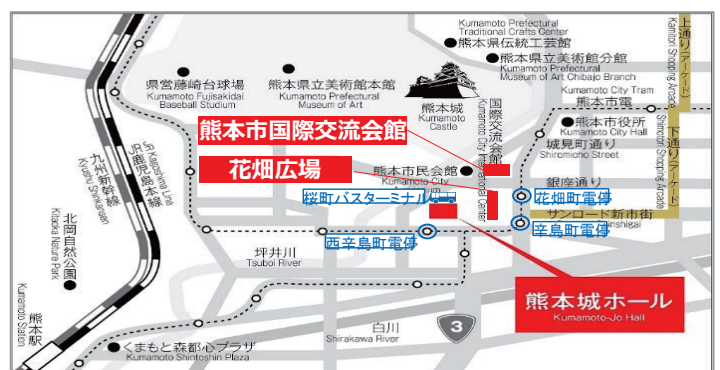 Kumamoto Prefectural
Traditional Crafts Center
熊本県伝統工芸館
熊本県立美術館分館
Kumamoto Prefectural
Museum of Art Chibajo Branch
上通り(アーケード)
Kamitori Shopping Arcade
県営藤崎台球場
Kumamoto Fujisakidai
Baseball Studium
熊本県立美術館本館
Kumamoto Prefectural
Museum of Art
熊本城
Kumamoto
Castle
国際交流会館
Kumamoto City International Center
Kumamoto City Tram
熊本市電
熊本市役所
Kumamoto City Hall
城見町通り
Shiromicho Street
下通り(アーケード)
Shimotori Shopping Arcade
熊本市国際交流会館
花畑広場
熊本市民会館
Kumamoto City
銀座通り
桜町バスターミナル
花畑町電停
サンロード新市街
辛島町電停
西辛島町電停
JR鹿児島本線
Kagoshima Line
九州新幹線
Kyushu Shinkansen
北岡自然公園
Kitaoka Nature Park
坪井川
Tsuboi River
熊本城ホール
Kumamoto-Jo Hall
熊本駅
Kumamoto Station
くまもと森都心プラザ
Kumamoto Shintoshin Plaza
白川
Shirakawa River
3